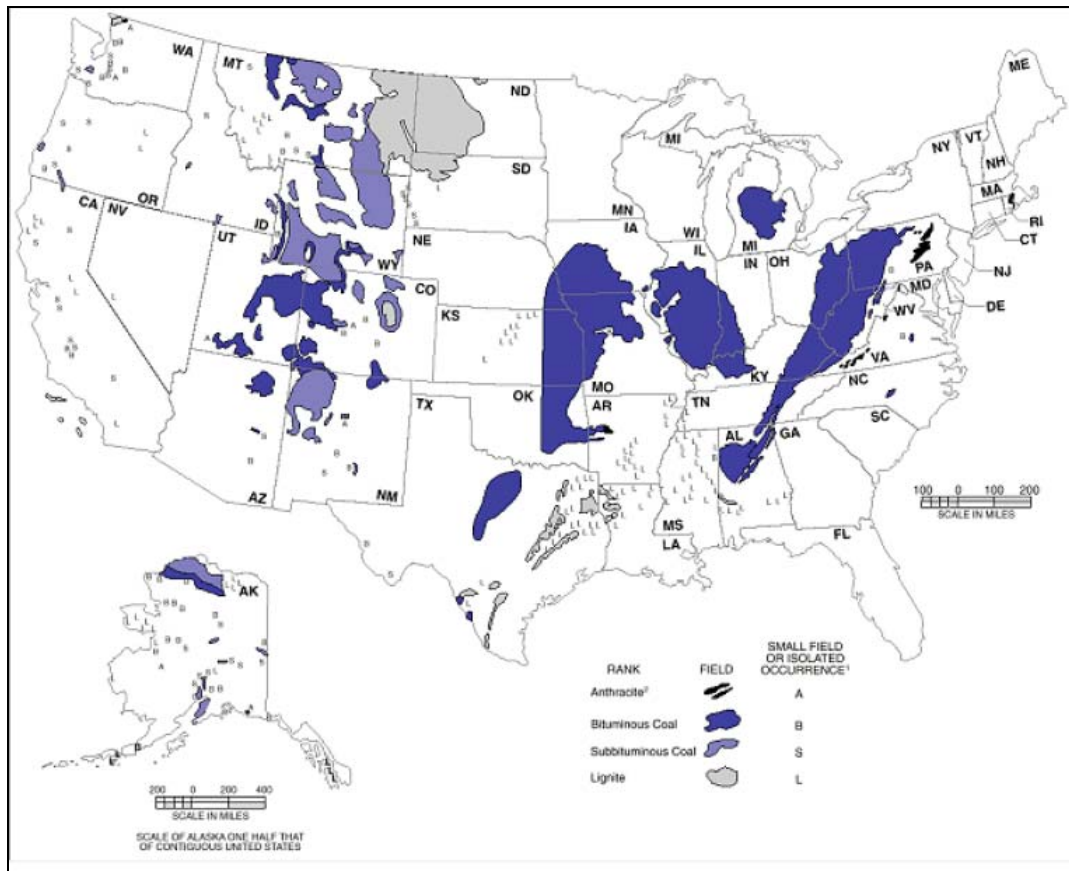 WA
MT
ND
ME
MI
NY
VT
NH
SD
MA
OR
MN
CA
NV
ID
IA
WI
RI
UT
NE
IL
MI
CT
WY
IN
OH
PA
NJ
CO
MD
KS
WV
DE
VA
KY
MO
NC
OK
TX
AR
TN
SC
AL
GA
AZ
NM
MS
LA
FL
100 0 100 200
SCALE IN MILES
AK
RANK
FIELD
SMALL FIELD
OR ISOLATED
OCCURRENCE¹
Anthracite²
A
Bituminous Coal
B
Subbituminous Coal
S
Lignite
L
200 0 200 400
SCALE IN MILES
SCALE OF ALASKA ONE HALF THAT
OF CONTIGUOUS UNITED STATES